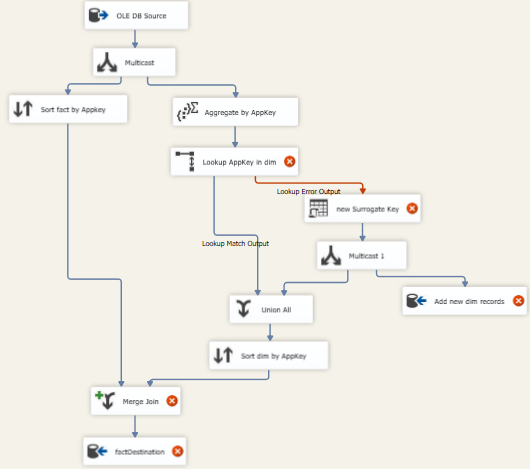 OLE DB Source
Multicast
Sort fact by Appkey
Aggregate by AppKey
Lookup AppKey in dim
Lookup Error Output
new Surrogate Key
Lookup Match Output
Multicast 1
Add new dim records
Union All
Sort dim by AppKey
Merge Join
factDestination